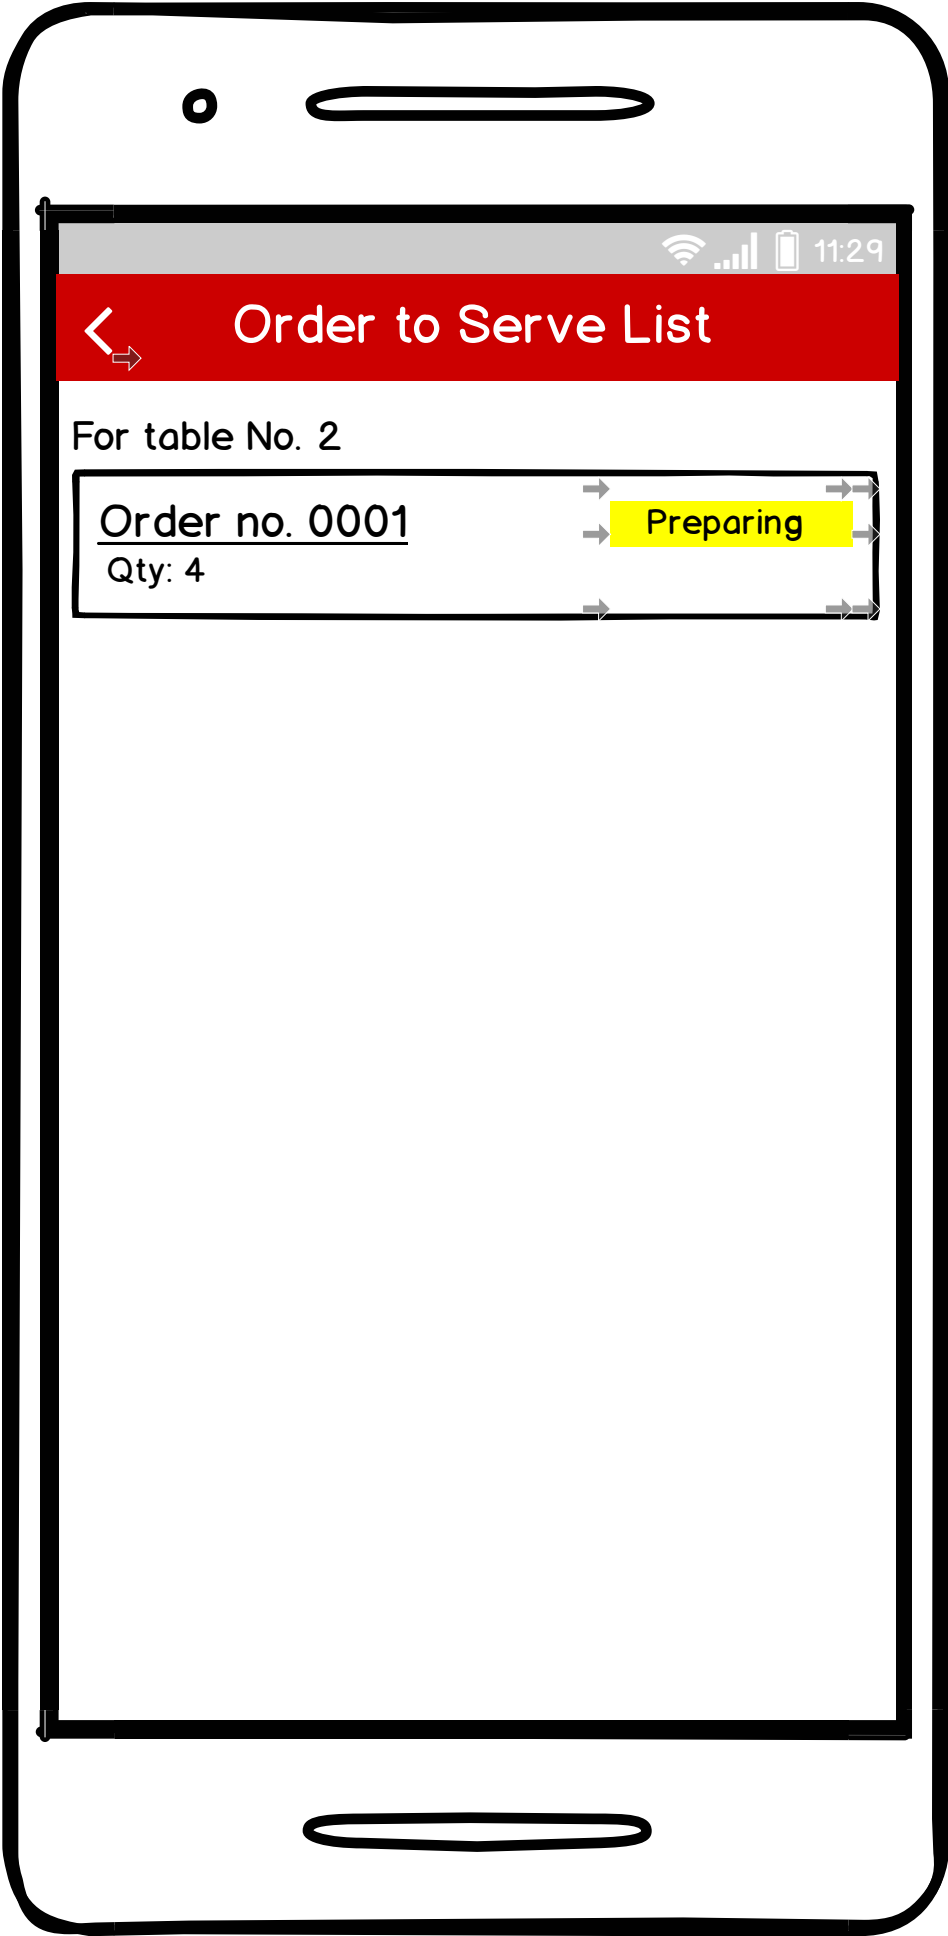 11:29
Order to Serve List
For table No. 2
Order no. 0001
Preparing
Qty: 4